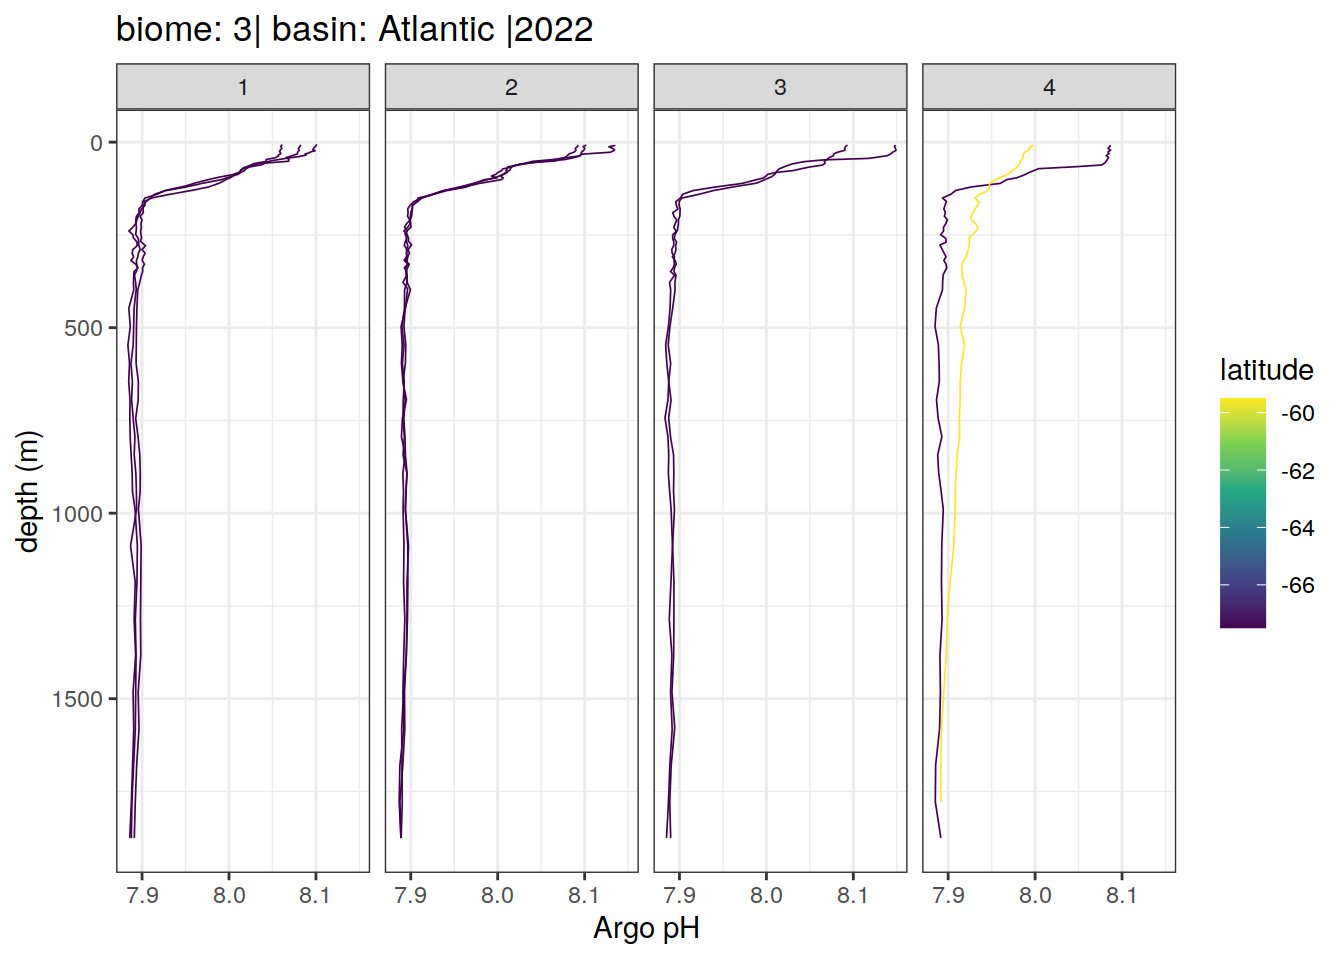 biome: 3| basin: Atlantic |2022
1 2 3 4
0
500
1000
1500
depth (m)
7.9 8.0 8.1 7.9 8.0 8.1 7.9 8.0 8.1 7.9 8.0 8.1
Argo pH
latitude
-60
-62
-64
-66